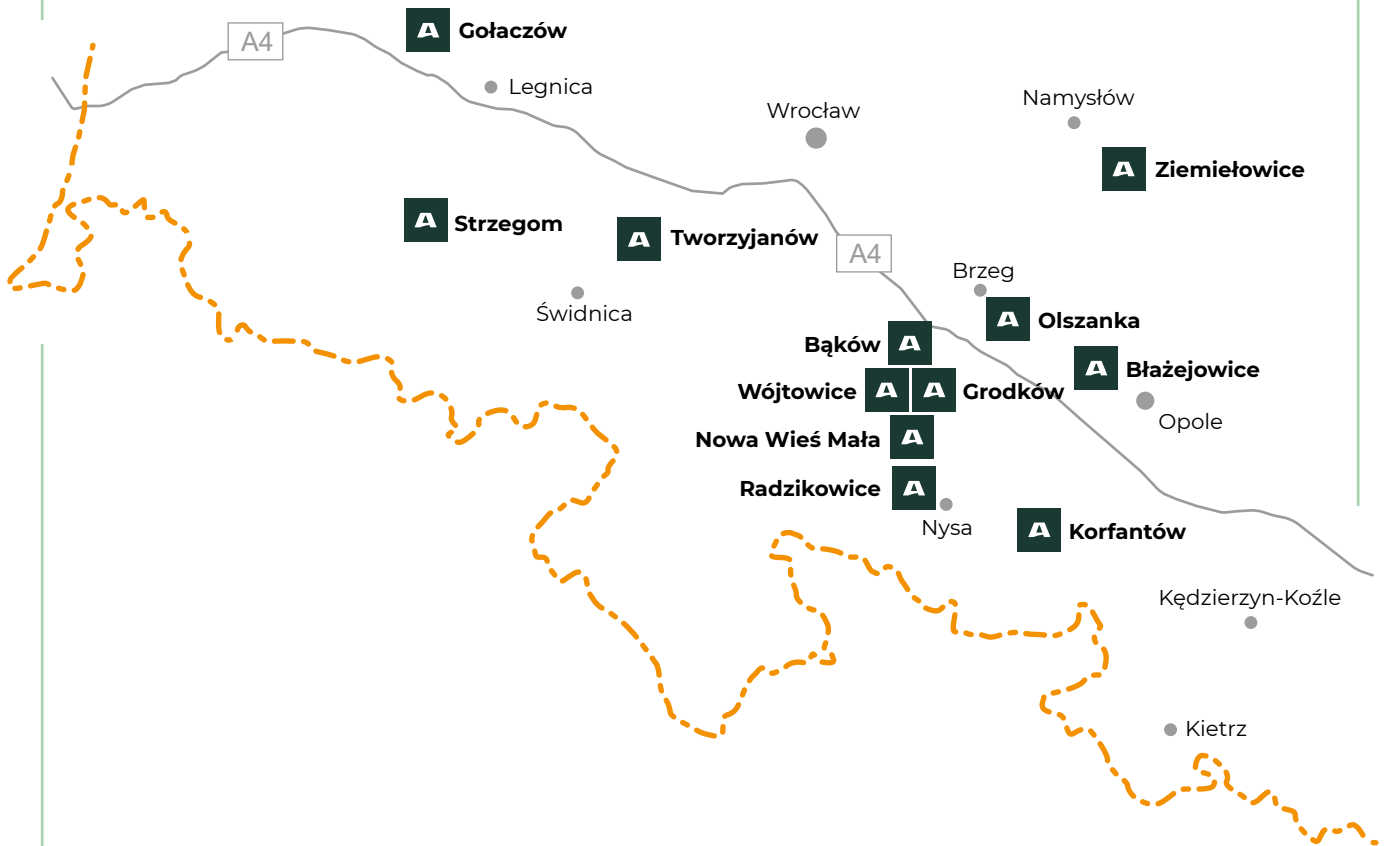 A4
A Gołaczów
Legnica
Wrocław
Namysłów
A Ziemiełowice
A Strzegom
A Tworzyjanów
A4
Brzeg
Świdnica
A Olszanka
Bąków A
A Błażejowice
Wójtowice A
A Grodków
Opole
Nowa Wieś Mała A
Radzikowice A
Nysa
A Korfantów
Kędzierzyn-Koźle
Kietrz